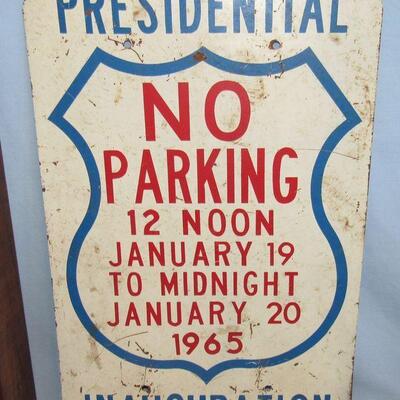 PRESIDENTIAL
NO
PARKING
12 NOON
JANUARY 19
TO MIDNIGHT
JANUARY 20
1965
INAUGURATION